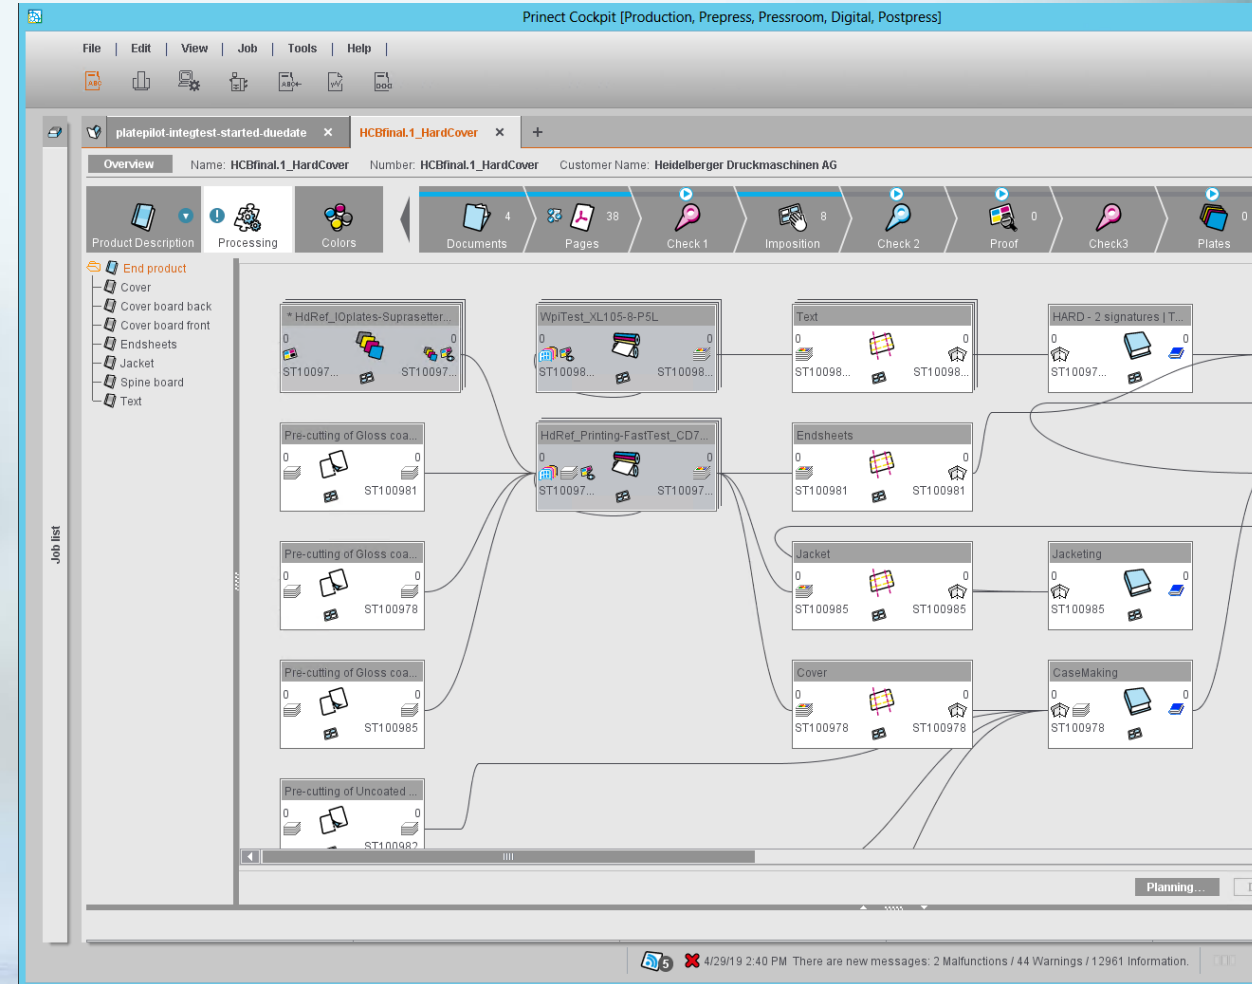 Prinect Cockpit [Production, Prepress, Pressroom, Digital, Postpress]
File | Edit | View | Job | Tools | Help |
platepilot-integtest-started-duedate × HCBfinal.1_HardCover × +
Overview Name: HCBfinal.1_HardCover Number: HCBfinal.1_HardCover Customer Name: Heidelberger Druckmaschinen AG
4 38 8 0 0
Product Description Processing Colors Documents Pages Check 1 Imposition Check 2 Proof Check3 Plates
End product
Cover
Cover board back
Cover board front
Endsheets
Jacket
Spine board
Text
Job list
* HdRef_IOplates-Suprasetter...
0 0
ST10097... ST10097...
WpiTest_XL105-8-P5L
0 0
ST10098... ST10098...
Text
0 0
ST10098... ST10098...
HARD - 2 signatures | T...
0 0
ST10097...
Pre-cutting of Gloss coa...
0 0
ST100981
HdRef_Printing-FastTest_CD7...
0 0
ST10097... ST10097...
Endsheets
0 0
ST100981 ST100981
Pre-cutting of Gloss coa...
0 0
ST100978
Jacket
0 0
ST100985 ST100985
Jacketing
0 0
ST100985
Pre-cutting of Gloss coa...
0 0
ST100985
Cover
0 0
ST100978 ST100978
CaseMaking
0 0
ST100978
Pre-cutting of Uncoated ...
0 0
ST100982
Planning...
5 4/29/19 2:40 PM There are new messages: 2 Malfunctions / 44 Warnings / 12961 Information.